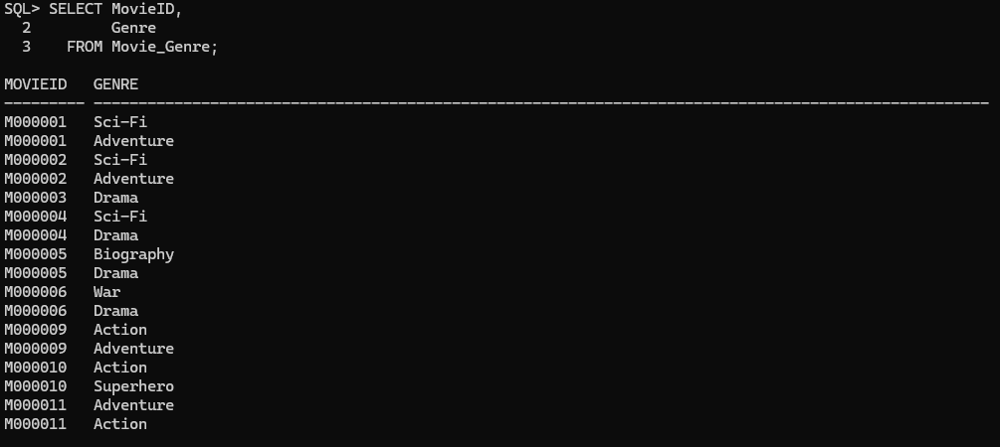 SQL> SELECT MovieID,
  2         Genre
  3    FROM Movie_Genre;
MOVIEID   GENRE
--------- ----------------------------------------------------------------------------------------------------
M000001   Sci-Fi
M000001   Adventure
M000002   Sci-Fi
M000002   Adventure
M000003   Drama
M000004   Sci-Fi
M000004   Drama
M000005   Biography
M000005   Drama
M000006   War
M000006   Drama
M000009   Action
M000009   Adventure
M000010   Action
M000010   Superhero
M000011   Adventure
M000011   Action